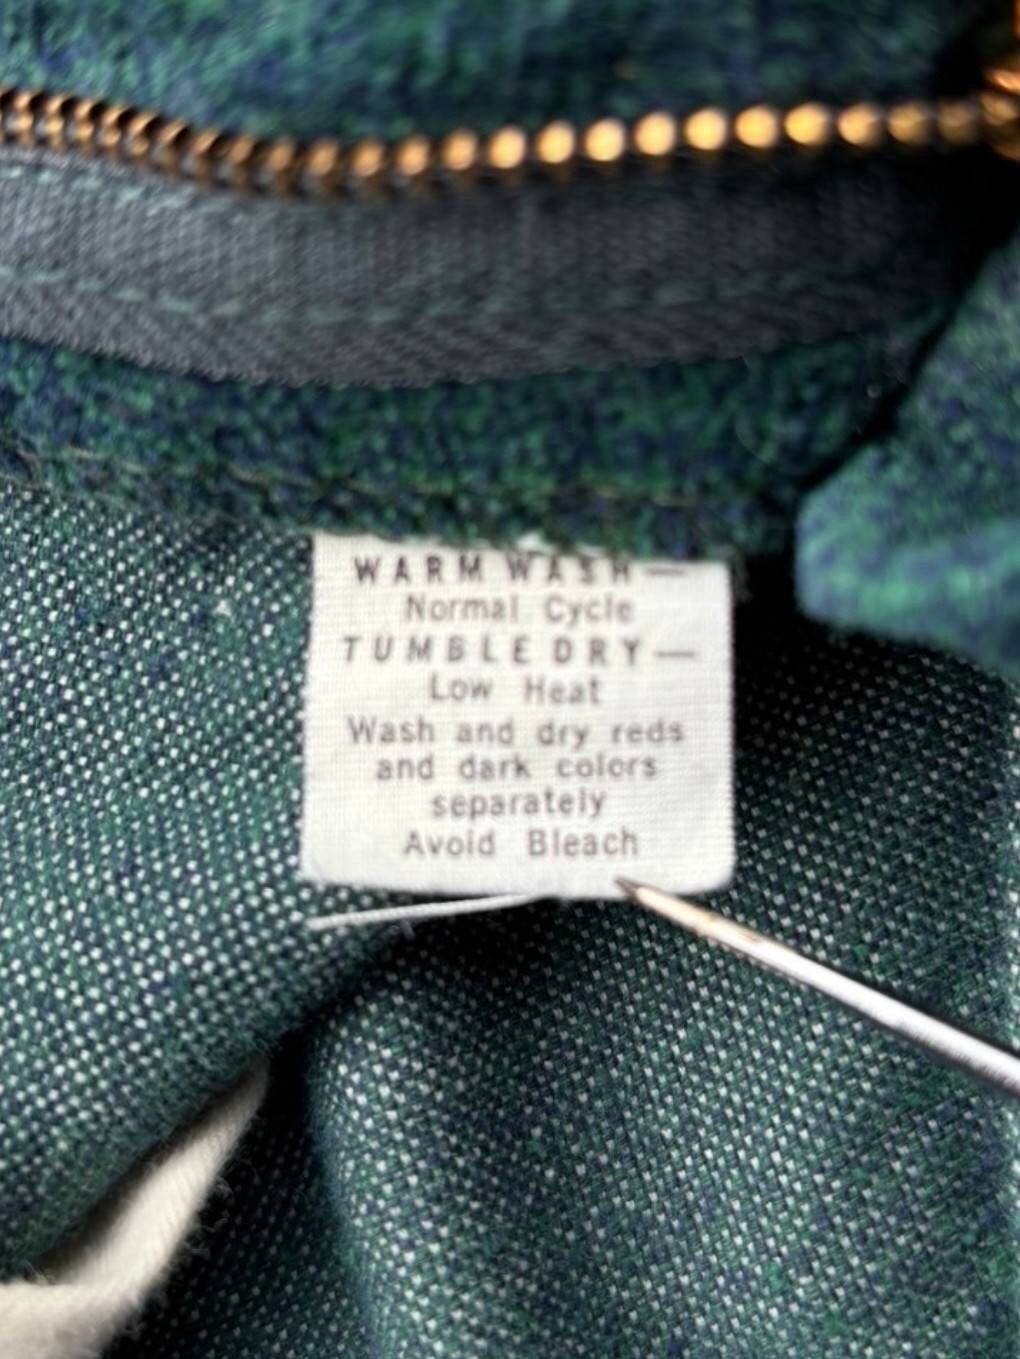 WARM WASH—
Normal Cycle
TUMBLE DRY—
Low Heat
Wash and dry reds
and dark colors
separately
Avoid Bleach